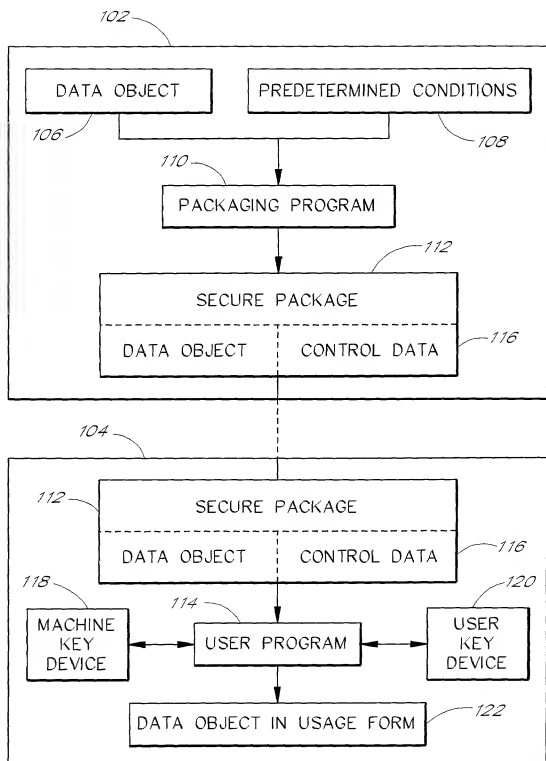 102
DATA OBJECT
PREDETERMINED CONDITIONS
106
108
110
PACKAGING PROGRAM
112
SECURE PACKAGE
DATA OBJECT
CONTROL DATA
116
104
112
SECURE PACKAGE
DATA OBJECT
CONTROL DATA
116
118
114
120
MACHINE
KEY
DEVICE
USER PROGRAM
USER
KEY
DEVICE
DATA OBJECT IN USAGE FORM
122